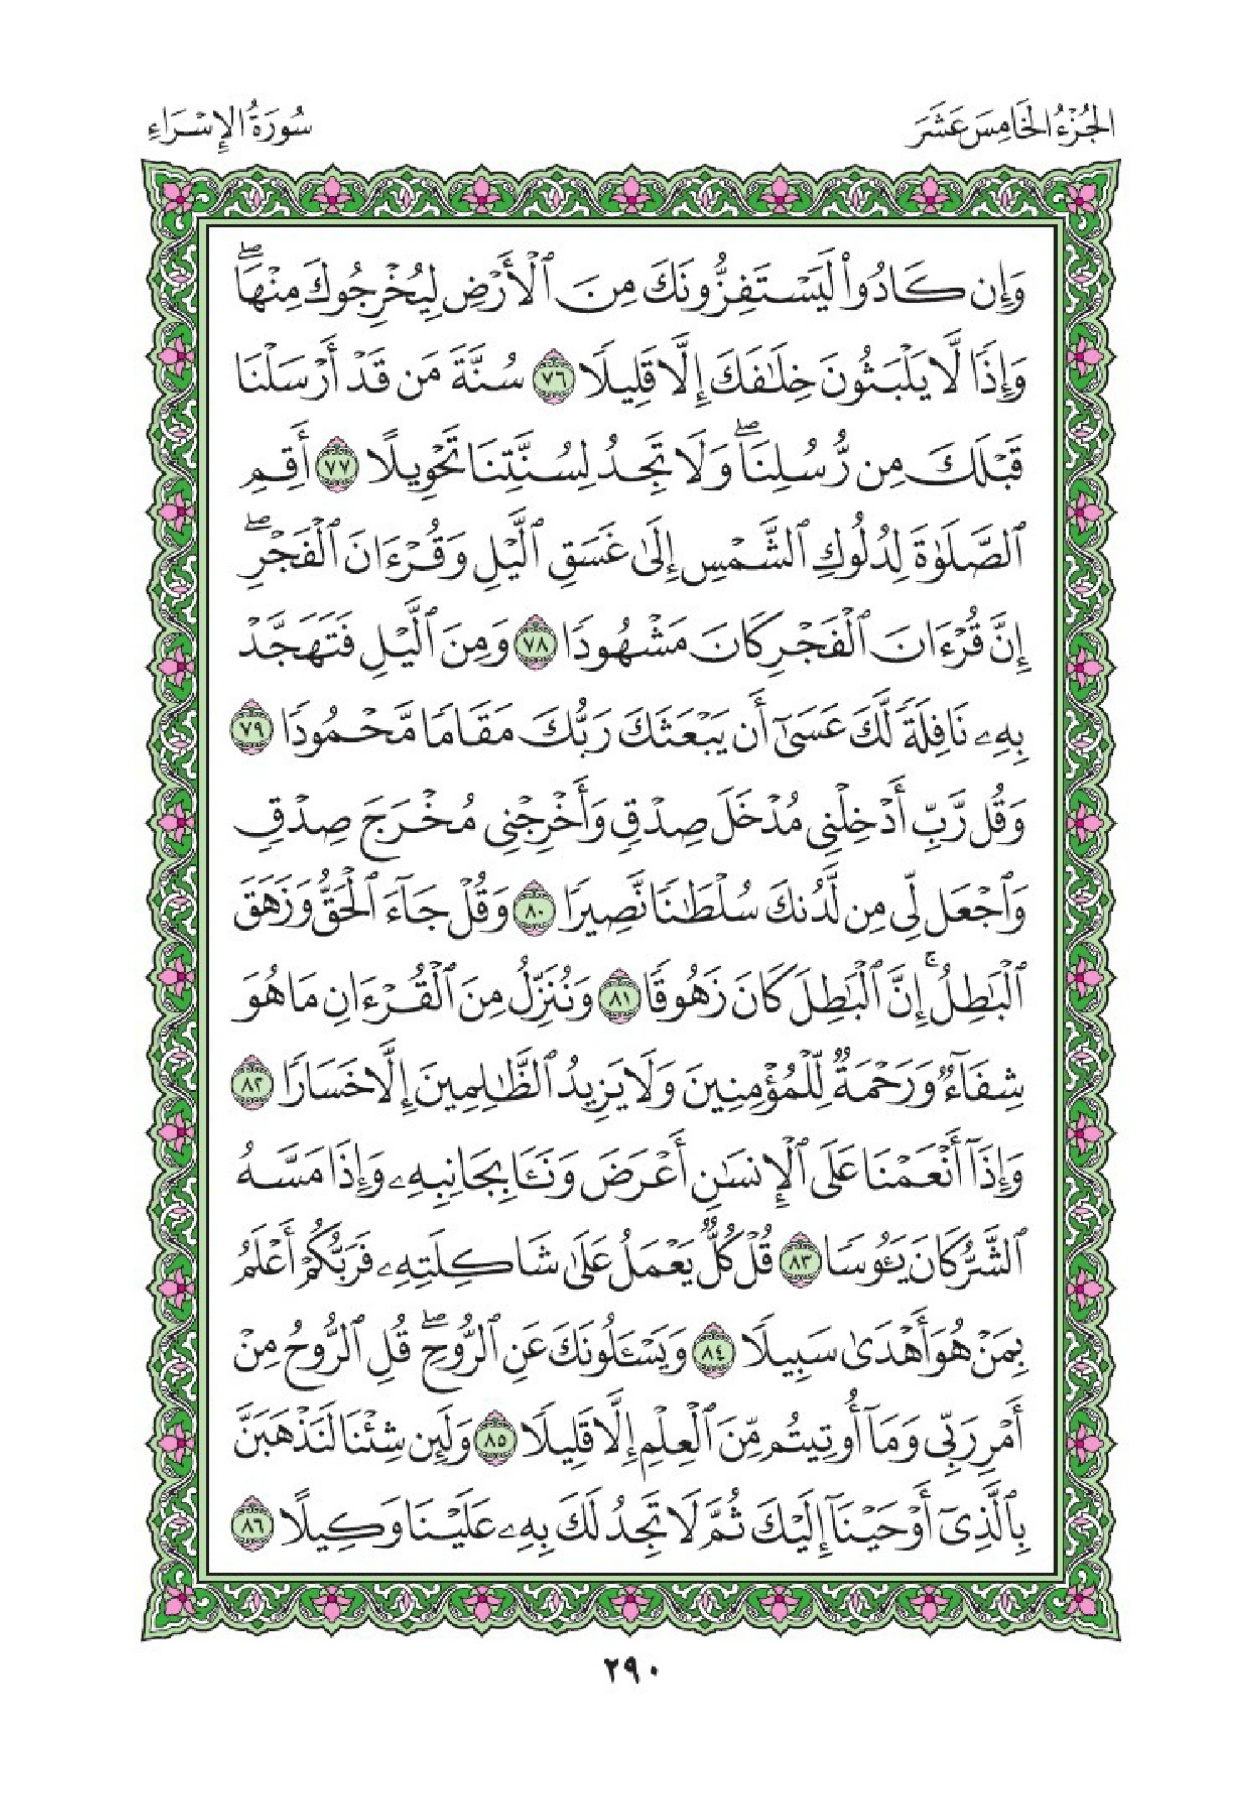 الجُزْءُ الخَامِسَ عَشَرَ
سُورَةُ الإِسْرَاءِ
وَإِن كَادُوا۟ لَيَسْتَفِزُّونَكَ مِنَ ٱلْأَرْضِ لِيُخْرِجُوكَ مِنْهَا ۖ
وَإِذًا لَّا يَلْبَثُونَ خِلَٰفَكَ إِلَّا قَلِيلًا ٧٦ سُنَّةَ مَن قَدْ أَرْسَلْنَا
قَبْلَكَ مِن رُّسُلِنَا ۖ وَلَا تَجِدُ لِسُنَّتِنَا تَحْوِيلًا ٧٧ أَقِمِ
ٱلصَّلَوٰةَ لِدُلُوكِ ٱلشَّمْسِ إِلَىٰ غَسَقِ ٱلَّيْلِ وَقُرْءَانَ ٱلْفَجْرِ ۖ
إِنَّ قُرْءَانَ ٱلْفَجْرِ كَانَ مَشْهُودًا ٧٨ وَمِنَ ٱلَّيْلِ فَتَهَجَّدْ
بِهِۦ نَافِلَةً لَّكَ عَسَىٰٓ أَن يَبْعَثَكَ رَبُّكَ مَقَامًا مَّحْمُودًا ٧٩
وَقُل رَّبِّ أَدْخِلْنِى مُدْخَلَ صِدْقٍ وَأَخْرِجْنِى مُخْرَجَ صِدْقٍ
وَٱجْعَل لِّى مِن لَّدُنكَ سُلْطَٰنًا نَّصِيرًا ٨٠ وَقُلْ جَآءَ ٱلْحَقُّ وَزَهَقَ
ٱلْبَٰطِلُ ۚ إِنَّ ٱلْبَٰطِلَ كَانَ زَهُوقًا ٨١ وَنُنَزِّلُ مِنَ ٱلْقُرْءَانِ مَا هُوَ
شِفَآءٌ وَرَحْمَةٌ لِّلْمُؤْمِنِينَ وَلَا يَزِيدُ ٱلظَّٰلِمِينَ إِلَّا خَسَارًا ٨٢
وَإِذَآ أَنْعَمْنَا عَلَى ٱلْإِنسَٰنِ أَعْرَضَ وَنَـَٔا بِجَانِبِهِۦ وَإِذَا مَسَّهُ
ٱلشَّرُّ كَانَ يَـُٔوسًا ٨٣ قُلْ كُلٌّ يَعْمَلُ عَلَىٰ شَاكِلَتِهِۦ فَرَبُّكُمْ أَعْلَمُ
بِمَنْ هُوَ أَهْدَىٰ سَبِيلًا ٨٤ وَيَسْـَٔلُونَكَ عَنِ ٱلرُّوحِ ۖ قُلِ ٱلرُّوحُ مِنْ
أَمْرِ رَبِّى وَمَآ أُوتِيتُم مِّنَ ٱلْعِلْمِ إِلَّا قَلِيلًا ٨٥ وَلَئِن شِئْنَا لَنَذْهَبَنَّ
بِٱلَّذِىٓ أَوْحَيْنَآ إِلَيْكَ ثُمَّ لَا تَجِدُ لَكَ بِهِۦ عَلَيْنَا وَكِيلًا ٨٦
٢٩٠